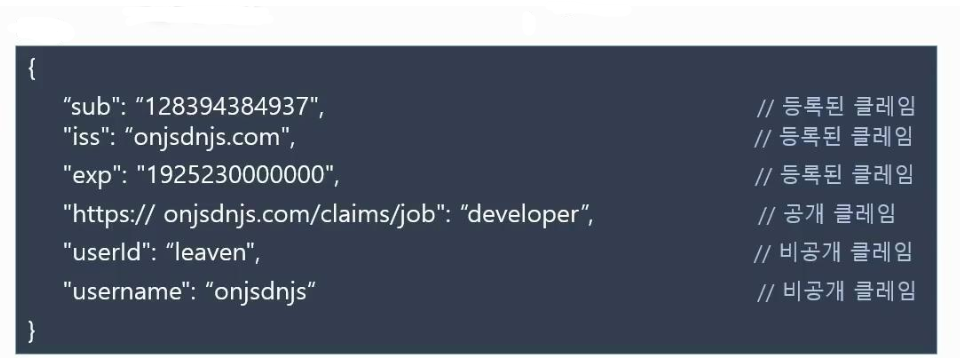 {
“sub": “128394384937", // 등록된 클레임
"iss": “onjsdnjs.com", // 등록된 클레임
"exp": "1925230000000", // 등록된 클레임
"https:// onjsdnjs.com/claims/job": “developer“, // 공개 클레임
"userId": “leaven", // 비공개 클레임
"username": “onjsdnjs“ // 비공개 클레임
}